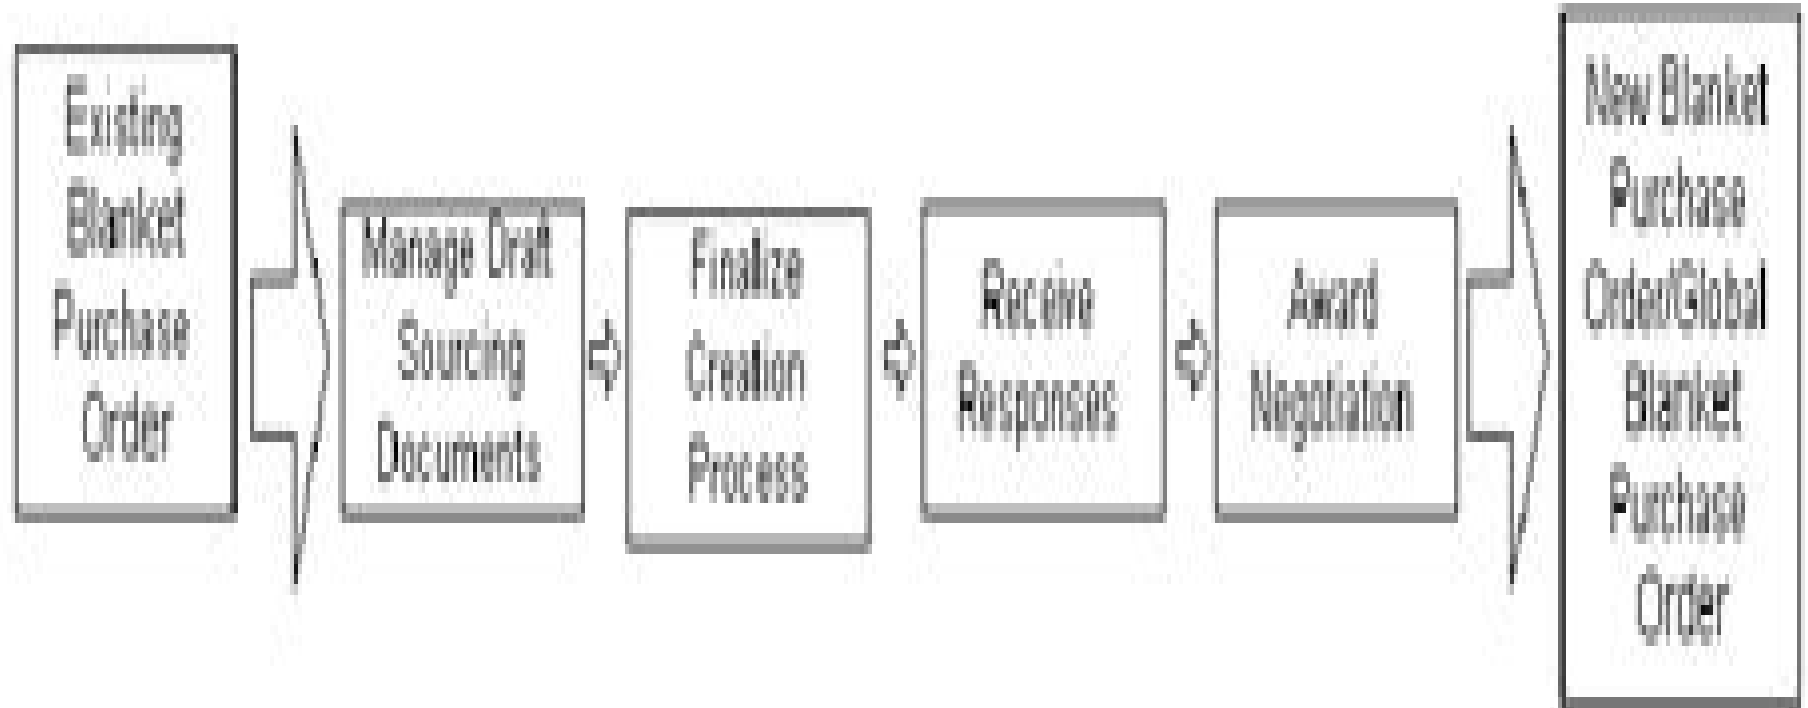 Existing
Blanket
Purchase
Order
Manage Draft
Sourcing
Documents
Finalize
Creation
Process
Receive
Responses
Award
Negotiation
New Blanket
Purchase
Order/Global
Blanket
Purchase
Order